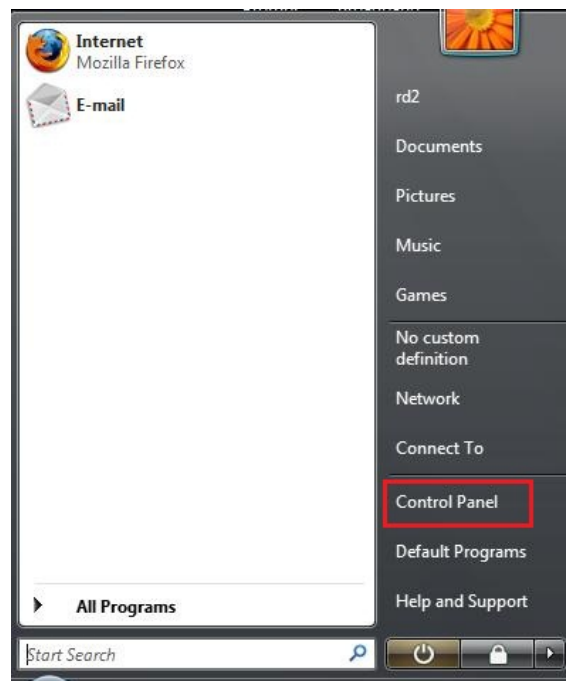 Internet
Mozilla Firefox
E-mail
All Programs
Start Search
rd2
Documents
Pictures
Music
Games
No custom
definition
Network
Connect To
Control Panel
Default Programs
Help and Support